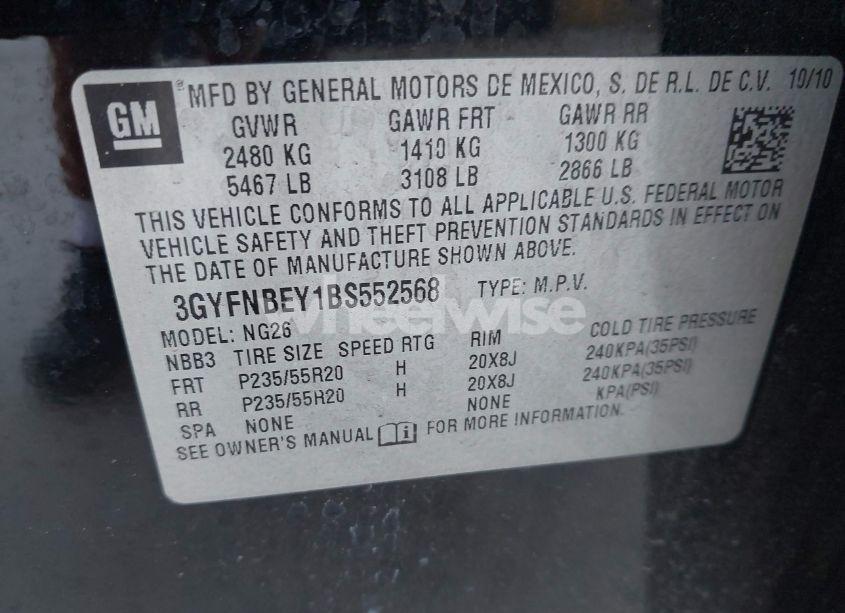 GM
® MFD BY GENERAL MOTORS DE MEXICO, S. DE R.L. DE C.V. 10/10
GVWR GAWR FRT GAWR RR
2480 KG 1410 KG 1300 KG
5467 LB 3108 LB 2866 LB
THIS VEHICLE CONFORMS TO ALL APPLICABLE U.S. FEDERAL MOTOR
VEHICLE SAFETY AND THEFT PREVENTION STANDARDS IN EFFECT ON
THE DATE OF MANUFACTURE SHOWN ABOVE.
3GYFNBEY1BS552568 TYPE: M.P.V.
wheelwise
MODEL: NG26
NBB3 TIRE SIZE SPEED RTG RIM COLD TIRE PRESSURE
FRT P235/55R20 H 20X8J 240KPA(35PSI)
RR P235/55R20 H 20X8J 240KPA(35PSI)
SPA NONE NONE KPA(PSI)
SEE OWNER'S MANUAL FOR MORE INFORMATION.